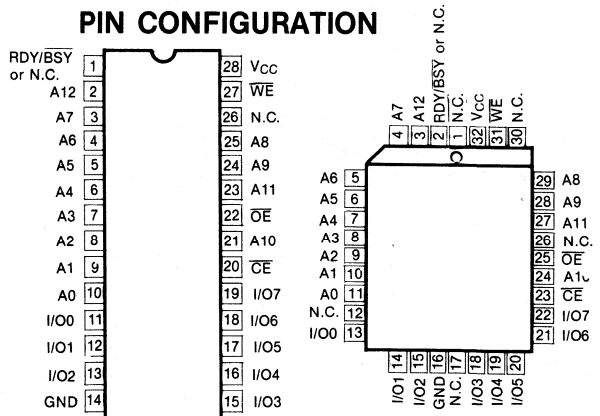 PIN CONFIGURATION
RDY/BSY or N.C. 1
A12 2
A7 3
A6 4
A5 5
A4 6
A3 7
A2 8
A1 9
A0 10
I/O0 11
I/O1 12
I/O2 13
GND 14
28 VCC
27 WE
26 N.C.
25 A8
24 A9
23 A11
22 OE
21 A10
20 CE
19 I/O7
18 I/O6
17 I/O5
16 I/O4
15 I/O3
A7 A12 RDY/BSY or N.C. N.C. VCC WE N.C.
4 3 2 1 32 31 30
A6 5
A5 6
A4 7
A3 8
A2 9
A1 10
A0 11
N.C. 12
I/O0 13
29 A8
28 A9
27 A11
26 N.C.
25 OE
24
23 CE
22 I/O7
21 I/O6
14 15 16 17 18 19 20
I/O1 I/O2 GND N.C. I/O3 I/O4 I/O5